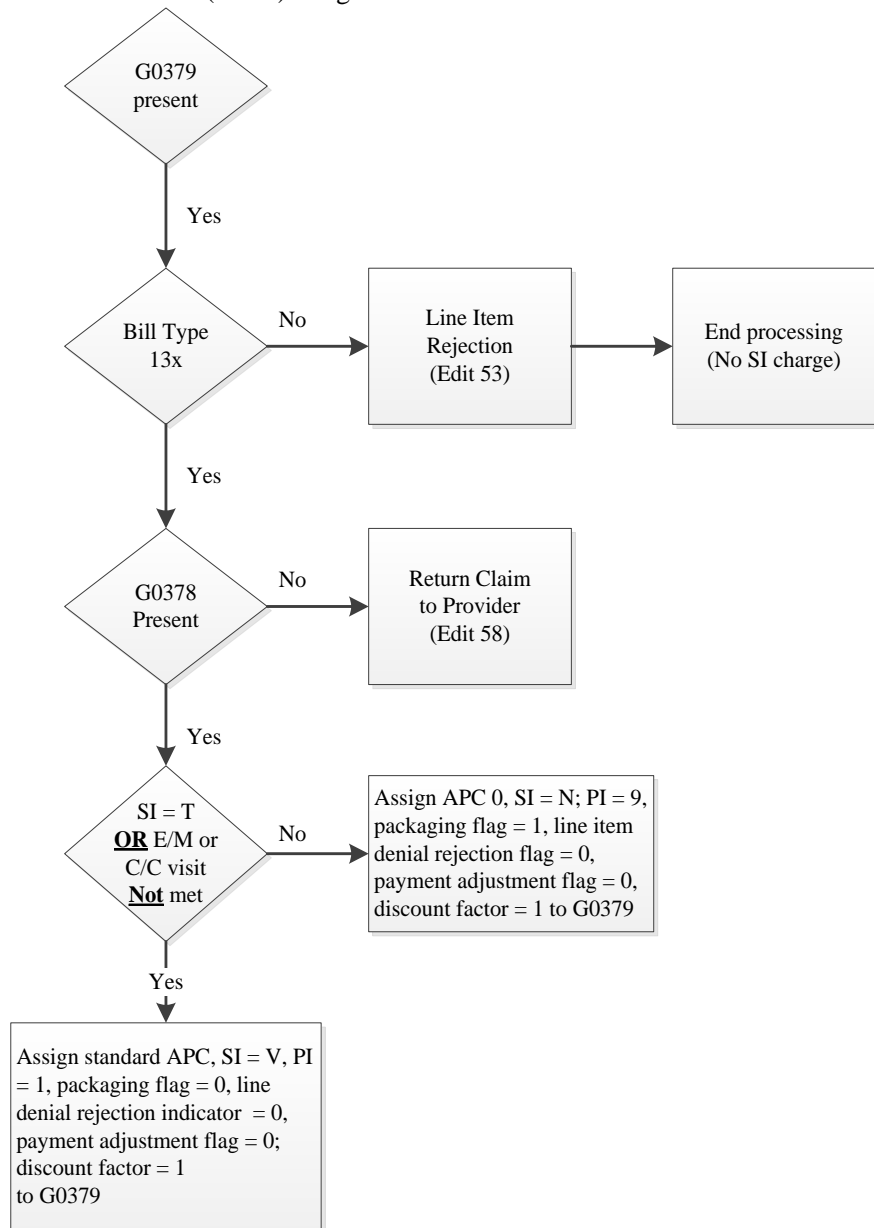 G0379
present
Yes
Bill Type
13x
No
Line Item
Rejection
(Edit 53)
End processing
(No SI charge)
Yes
G0378
Present
No
Return Claim
to Provider
(Edit 58)
Yes
SI = T
OR E/M or
C/C visit
Not met
No
Assign APC 0, SI = N; PI = 9,
packaging flag = 1, line item
denial rejection flag = 0,
payment adjustment flag = 0,
discount factor = 1 to G0379
Yes
Assign standard APC, SI = V, PI
= 1, packaging flag = 0, line
denial rejection indicator = 0,
payment adjustment flag = 0;
discount factor = 1
to G0379